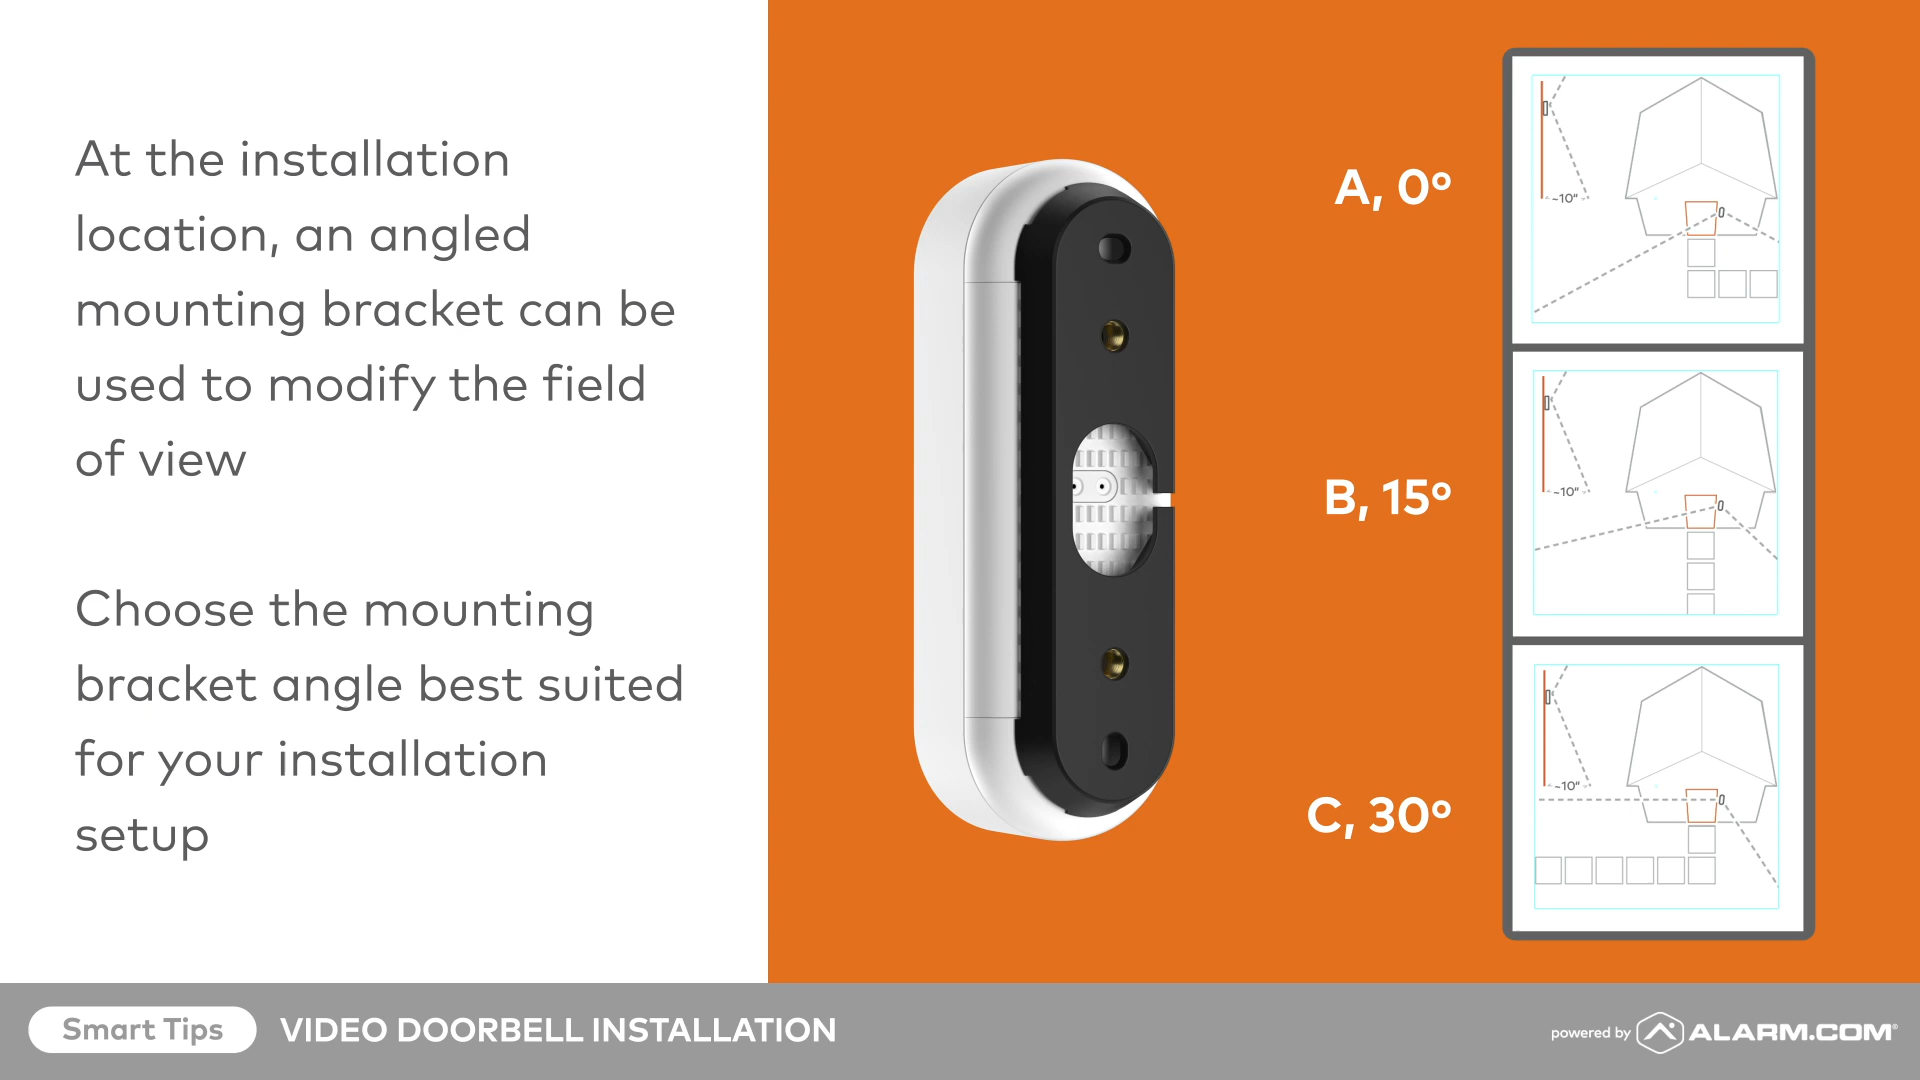 At the installation
location, an angled
mounting bracket can be
used to modify the field
of view
Choose the mounting
bracket angle best suited
for your installation
setup
A, 0°
~10"
B, 15°
~10"
C, 30°
~10"
Smart Tips
VIDEO DOORBELL INSTALLATION
powered by ALARM.COM®